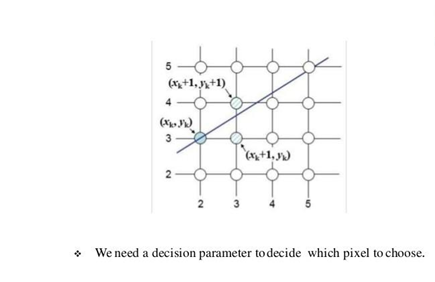 5
(xₖ+1, yₖ+1)
4
(xₖ, yₖ)
3
(xₖ+1, yₖ)
2
2 3 4 5
❖ We need a decision parameter to decide which pixel to choose.